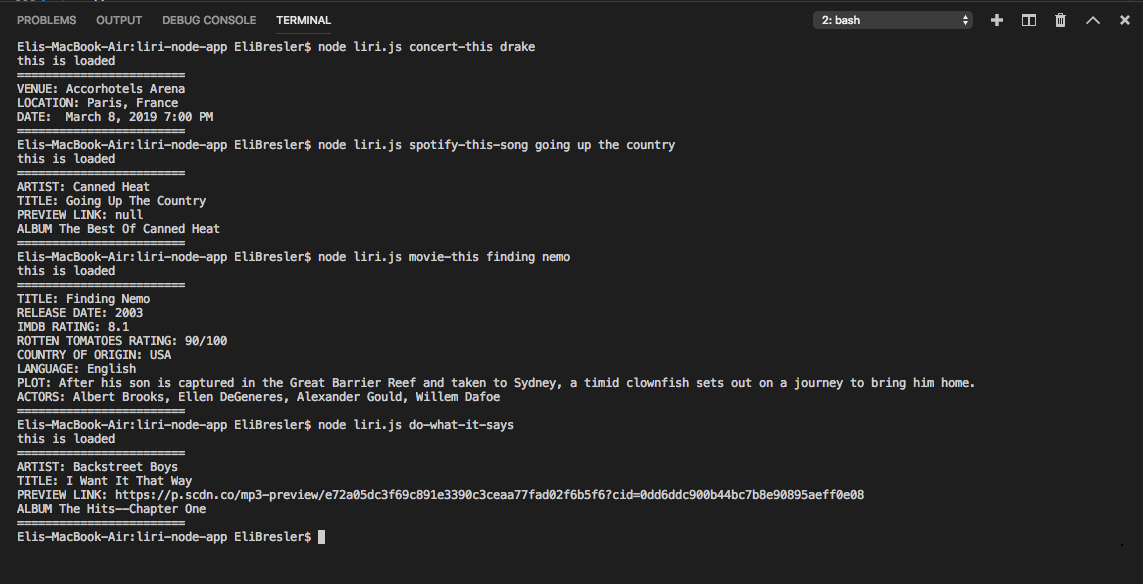 PROBLEMS OUTPUT DEBUG CONSOLE TERMINAL 2: bash
Elis-MacBook-Air:liri-node-app EliBresler$ node liri.js concert-this drake
this is loaded
========================
VENUE: Accorhotels Arena
LOCATION: Paris, France
DATE:  March 8, 2019 7:00 PM
========================
Elis-MacBook-Air:liri-node-app EliBresler$ node liri.js spotify-this-song going up the country
this is loaded
========================
ARTIST: Canned Heat
TITLE: Going Up The Country
PREVIEW LINK: null
ALBUM The Best Of Canned Heat
========================
Elis-MacBook-Air:liri-node-app EliBresler$ node liri.js movie-this finding nemo
this is loaded
========================
TITLE: Finding Nemo
RELEASE DATE: 2003
IMDB RATING: 8.1
ROTTEN TOMATOES RATING: 90/100
COUNTRY OF ORIGIN: USA
LANGUAGE: English
PLOT: After his son is captured in the Great Barrier Reef and taken to Sydney, a timid clownfish sets out on a journey to bring him home.
ACTORS: Albert Brooks, Ellen DeGeneres, Alexander Gould, Willem Dafoe
========================
Elis-MacBook-Air:liri-node-app EliBresler$ node liri.js do-what-it-says
this is loaded
========================
ARTIST: Backstreet Boys
TITLE: I Want It That Way
PREVIEW LINK: https://p.scdn.co/mp3-preview/e72a05dc3f69c891e3390c3ceaa77fad02f6b5f6?cid=0dd6ddc900b44bc7b8e90895aeff0e08
ALBUM The Hits--Chapter One
========================
Elis-MacBook-Air:liri-node-app EliBresler$